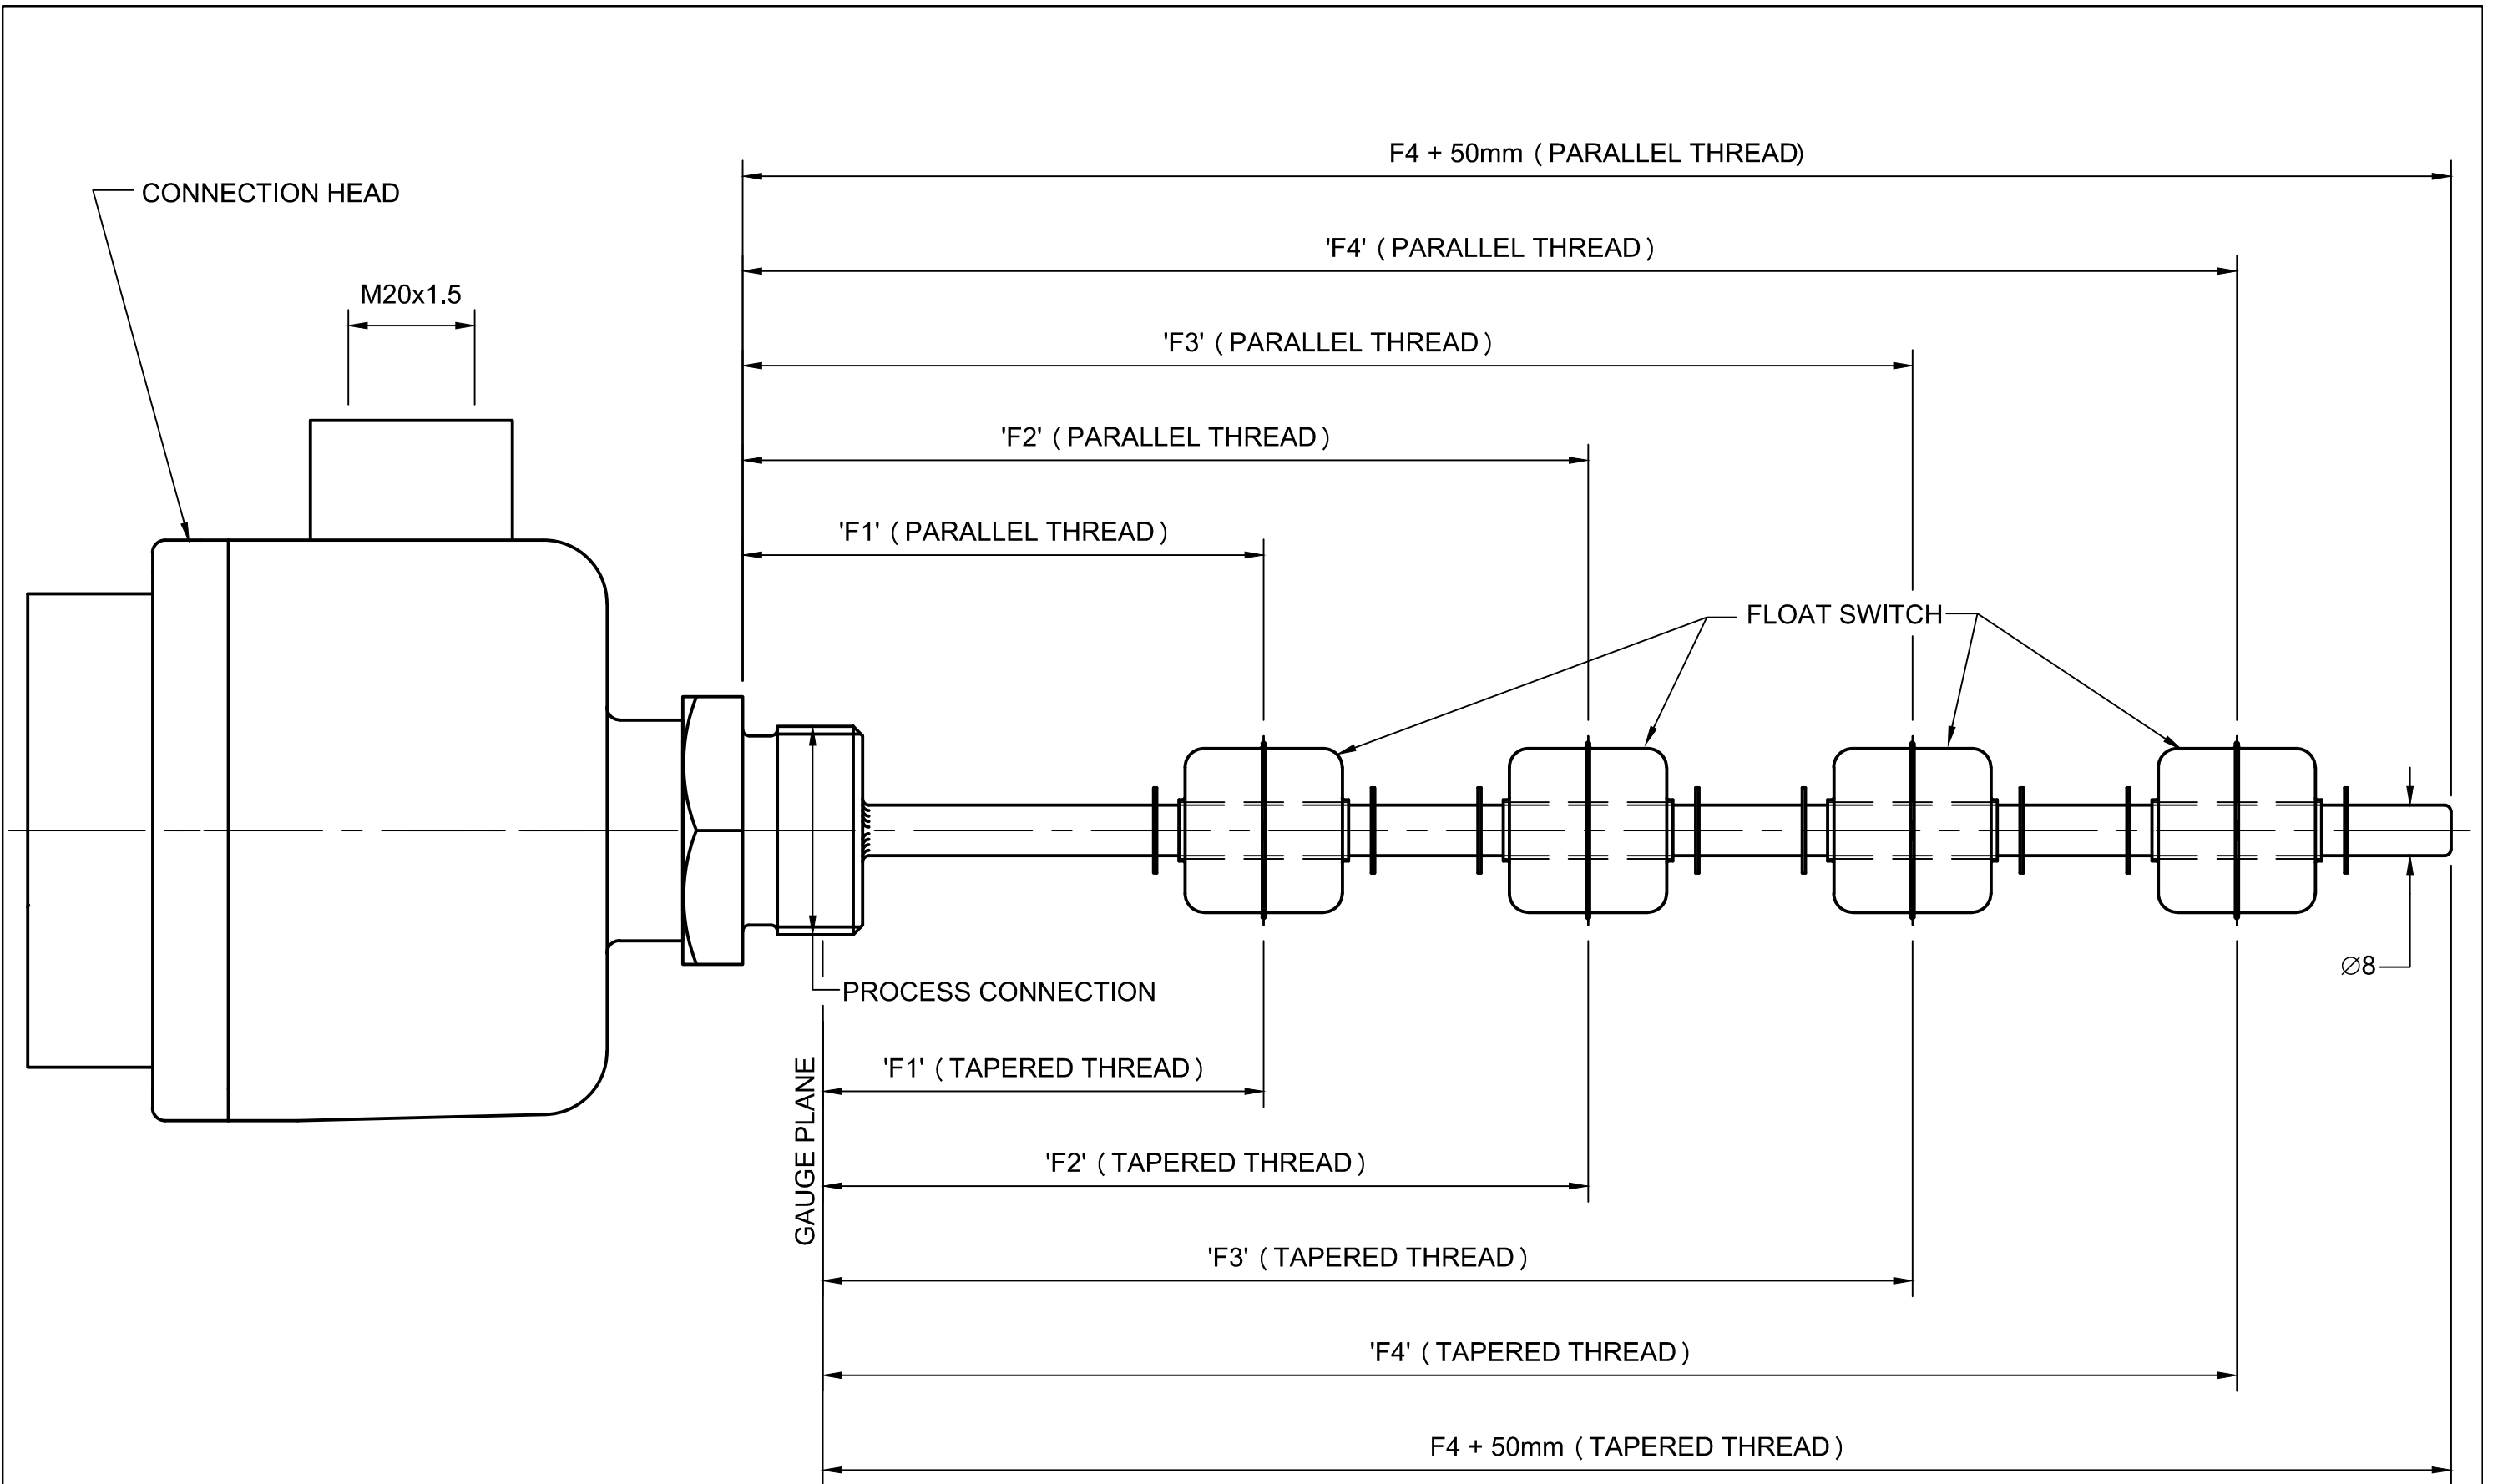 F4 + 50mm (PARALLEL THREAD)
CONNECTION HEAD
'F4' (PARALLEL THREAD)
M20x1.5
'F3' (PARALLEL THREAD)
'F2' (PARALLEL THREAD)
'F1' (PARALLEL THREAD)
FLOAT SWITCH
Ø8
PROCESS CONNECTION
GAUGE PLANE
'F1' (TAPERED THREAD)
'F2' (TAPERED THREAD)
'F3' (TAPERED THREAD)
'F4' (TAPERED THREAD)
F4 + 50mm (TAPERED THREAD)